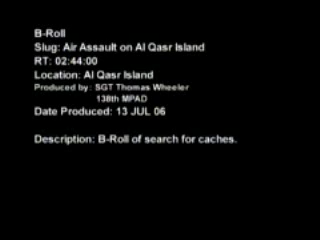 B-Roll
Slug: Air Assault on Al Qasr Island
RT: 02:44:00
Location: Al Qasr Island
Produced by: SGT Thomas Wheeler
138th MPAD
Date Produced: 13 JUL 06
Description: B-Roll of search for caches.